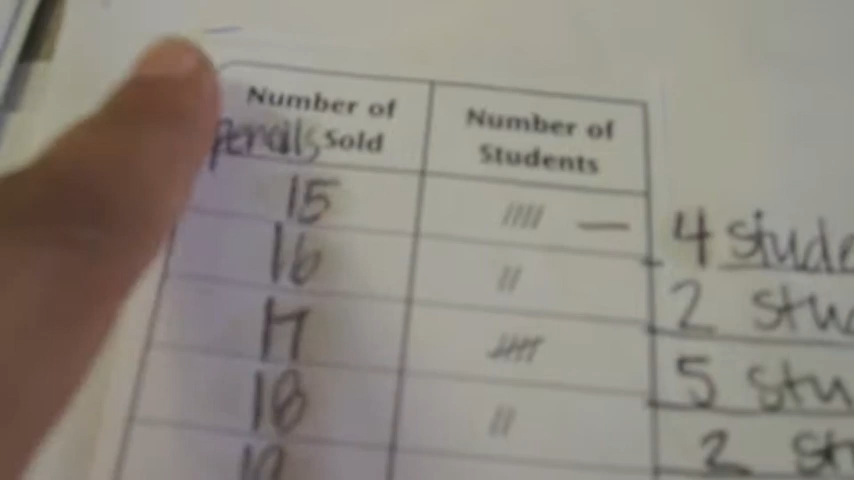 Number of Number of
pencils Sold Students
15 |||| — 4 stude
16 || 2 stu
17 5 stu
18 || 2 st
19